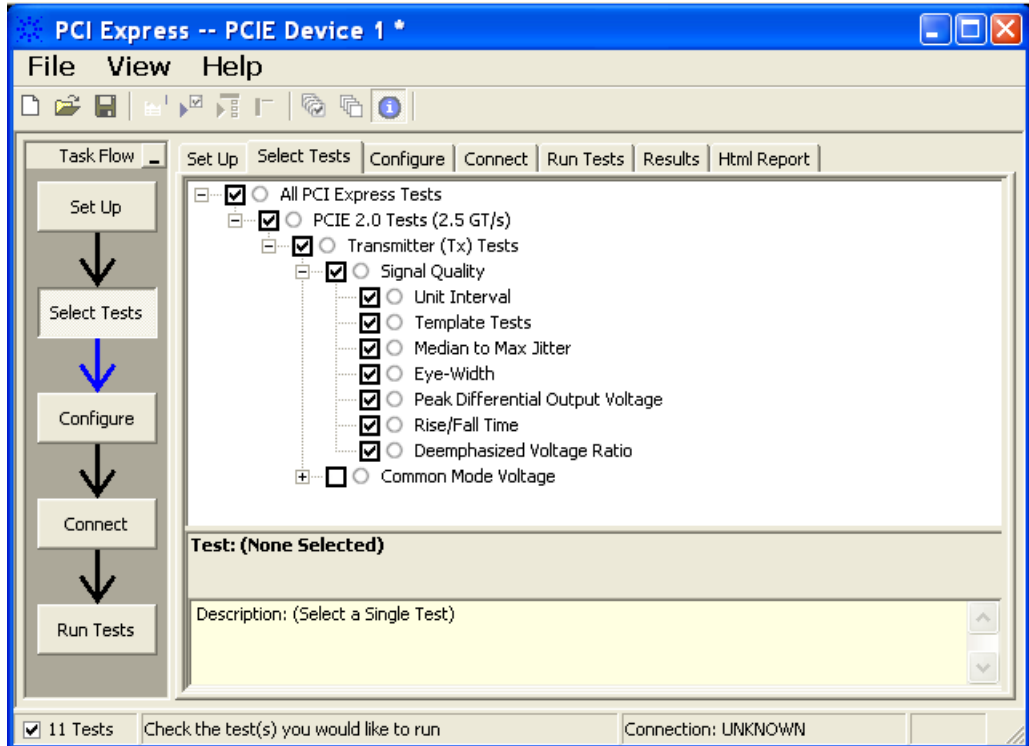 PCI Express -- PCIE Device 1 *
File View Help
Task Flow
Set Up
Select Tests
Configure
Connect
Run Tests
Set Up Select Tests Configure Connect Run Tests Results Html Report
All PCI Express Tests
PCIE 2.0 Tests (2.5 GT/s)
Transmitter (Tx) Tests
Signal Quality
Unit Interval
Template Tests
Median to Max Jitter
Eye-Width
Peak Differential Output Voltage
Rise/Fall Time
Deemphasized Voltage Ratio
Common Mode Voltage
Test: (None Selected)
Description: (Select a Single Test)
11 Tests Check the test(s) you would like to run Connection: UNKNOWN